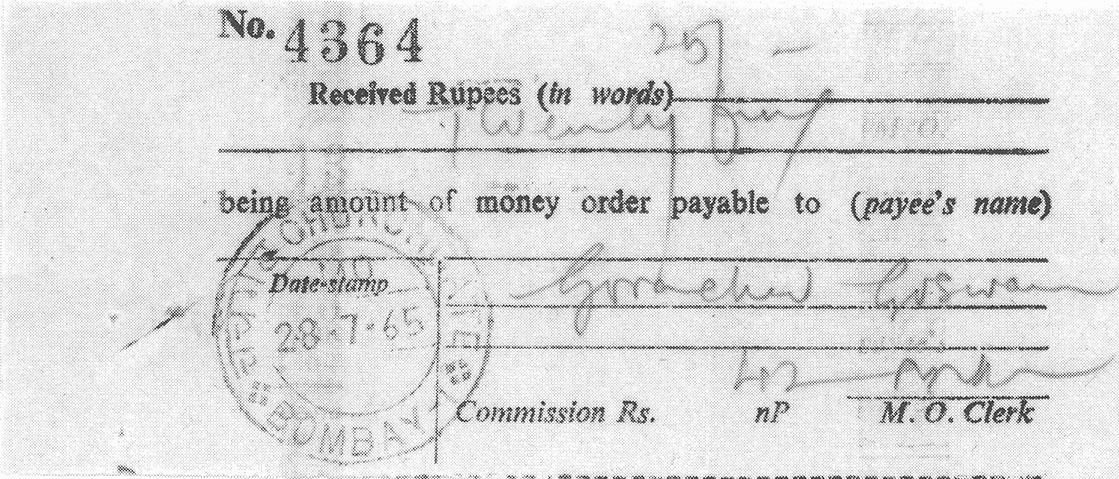 No. 4364
25/-
Received Rupees (in words)
Twenty five
being amount of money order payable to (payee's name)
Date-stamp
Goswami
28·7·65
BOMBAY
Commission Rs. nP M. O. Clerk